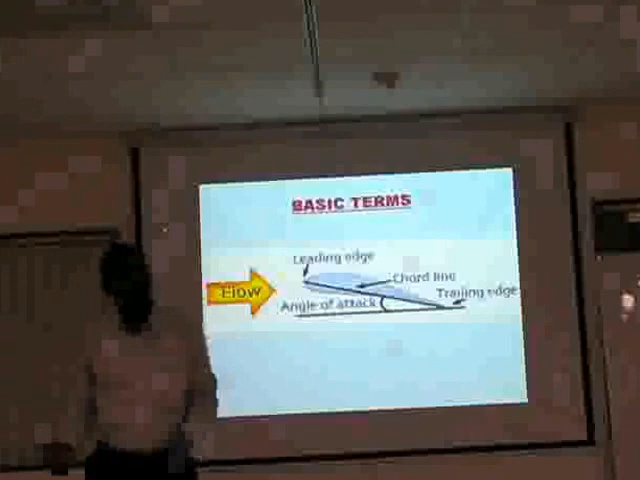 BASIC TERMS
Leading edge
Chord line
Flow
Trailing edge
Angle of attack